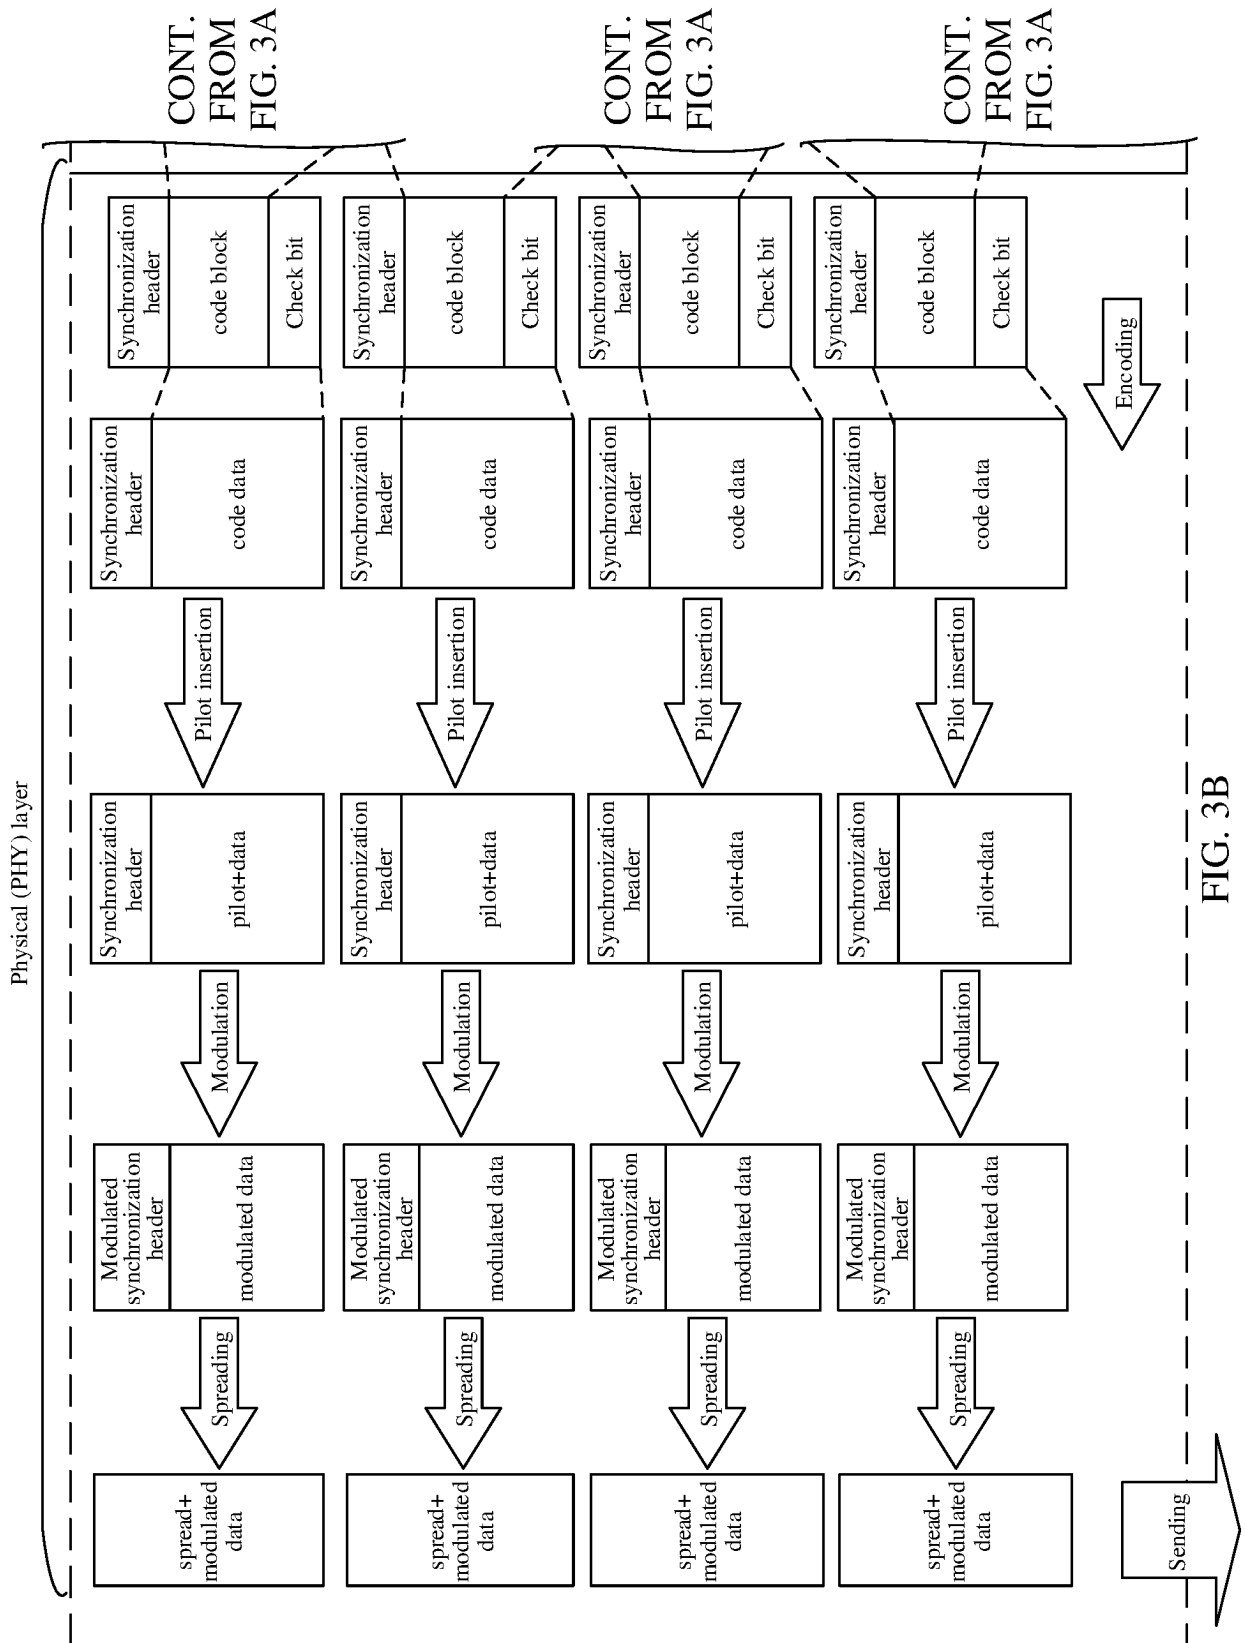 Physical (PHY) layer
spread+
modulated
data
Spreading
Modulated
synchronization
header
modulated data
Modulation
Synchronization
header
pilot+data
Pilot insertion
Synchronization
header
code data
Synchronization
header
code block
Check bit
CONT.
FROM
FIG. 3A
spread+
modulated
data
Spreading
Modulated
synchronization
header
modulated data
Modulation
Synchronization
header
pilot+data
Pilot insertion
Synchronization
header
code data
Synchronization
header
code block
Check bit
spread+
modulated
data
Spreading
Modulated
synchronization
header
modulated data
Modulation
Synchronization
header
pilot+data
Pilot insertion
Synchronization
header
code data
Synchronization
header
code block
Check bit
CONT.
FROM
FIG. 3A
spread+
modulated
data
Spreading
Modulated
synchronization
header
modulated data
Modulation
Synchronization
header
pilot+data
Pilot insertion
Synchronization
header
code data
Synchronization
header
code block
Check bit
CONT.
FROM
FIG. 3A
Sending
Encoding
FIG. 3B